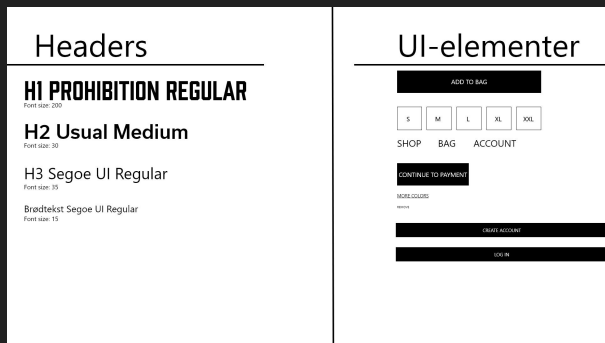 Headers
H1 PROHIBITION REGULAR
Font size: 200
H2 Usual Medium
Font size: 30
H3 Segoe UI Regular
Font size: 35
Brødtekst Segoe UI Regular
Font size: 15
UI-elementer
ADD TO BAG
S M L XL XXL
SHOP BAG ACCOUNT
CONTINUE TO PAYMENT
MORE COLORS
CREATE ACCOUNT
LOG IN